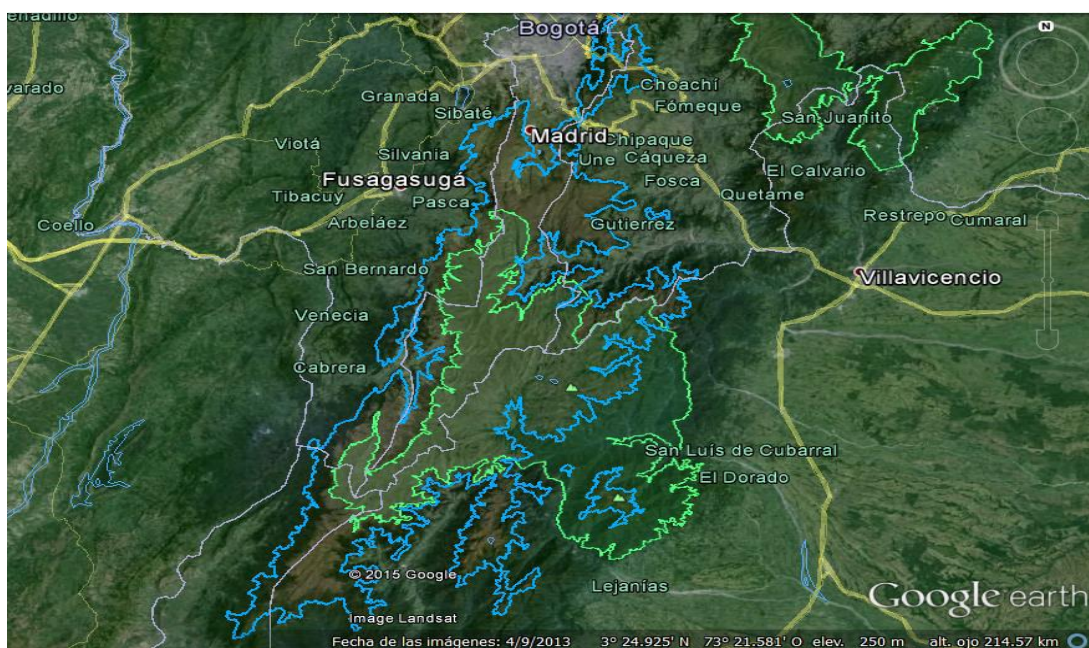 Bogotá
N
varado
Choachí
Granada
Fómeque
Sibaté
San Juanito
Madrid
Chipaque
Viotá
Silvania
Une Cáqueza
El Calvario
Fusagasugá
Fosca
Quetame
Tibacuy
Pasca
Restrepo
Cumaral
Coello
Arbeláez
Gutierrez
San Bernardo
Villavicencio
Venecia
Cabrera
San Luís de Cubarral
El Dorado
© 2015 Google
Lejanías
Google earth
Image Landsat
Fecha de las imágenes: 4/9/2013 3° 24.925' N 73° 21.581' O elev. 250 m alt. ojo 214.57 km